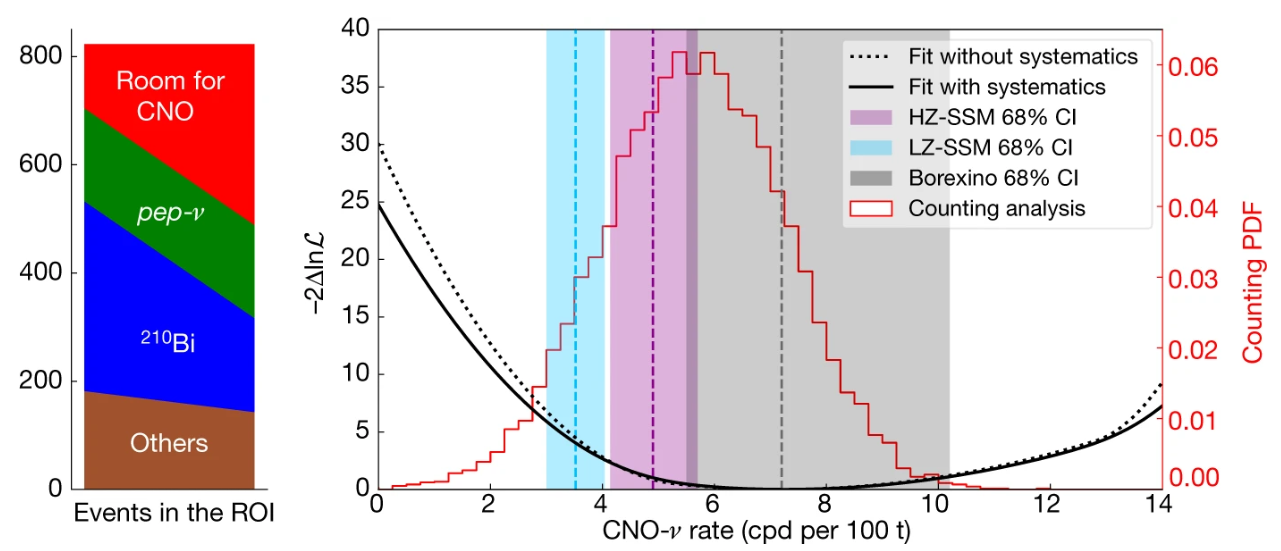 800
600
400
200
0
Room for
CNO
pep-ν
²¹⁰Bi
Others
Events in the ROI
−2Δlnℒ
40
35
30
25
20
15
10
5
0
0 2 4 6 8 10 12 14
CNO-ν rate (cpd per 100 t)
Fit without systematics
Fit with systematics
HZ-SSM 68% CI
LZ-SSM 68% CI
Borexino 68% CI
Counting analysis
0.06
0.05
0.04
0.03
0.02
0.01
0.00
Counting PDF